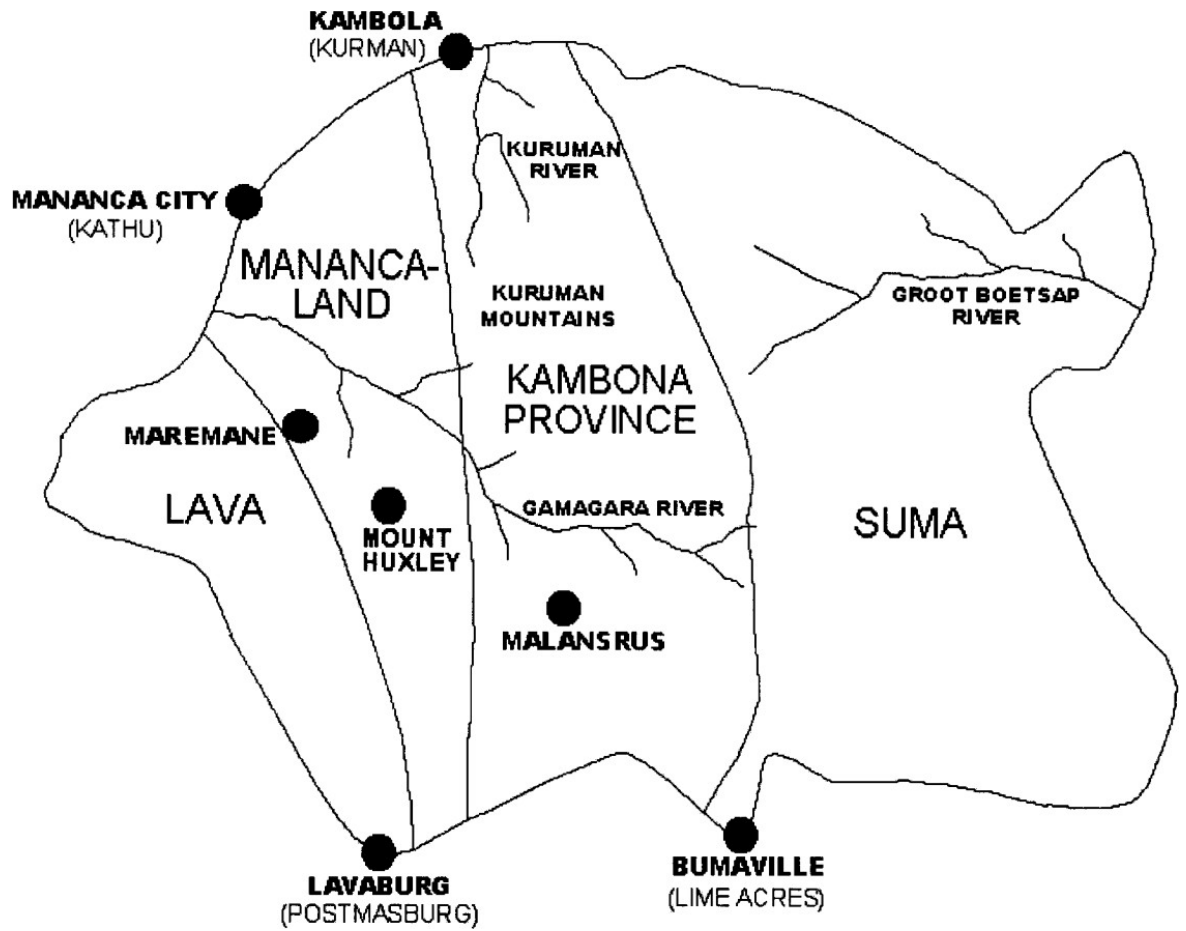 KAMBOLA
(KURMAN)
KURUMAN
RIVER
MANANCA CITY
(KATHU)
MANANCA-
LAND
KURUMAN
MOUNTAINS
GROOT BOETSAP
RIVER
KAMBONA
PROVINCE
MAREMANE
LAVA
GAMAGARA RIVER
SUMA
MOUNT
HUXLEY
MALANSRUS
BUMAVILLE
(LIME ACRES)
LAVABURG
(POSTMASBURG)